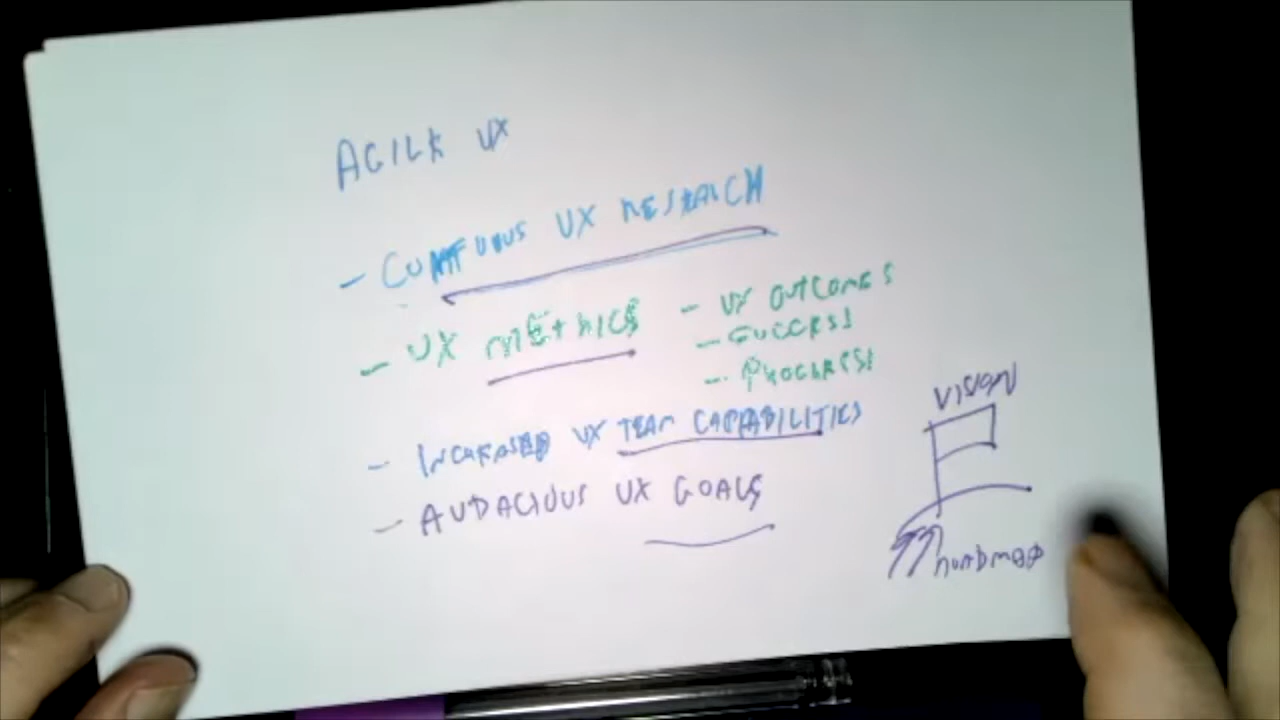 AGILE UX
- CONTINUOUS UX RESEARCH
- UX METRICS
- UX OUTCOMES
- SUCCESS
- PROGRESS
- INCREASED UX TEAM CAPABILITIES
- AUDACIOUS UX GOALS
VISION
ROADMAP